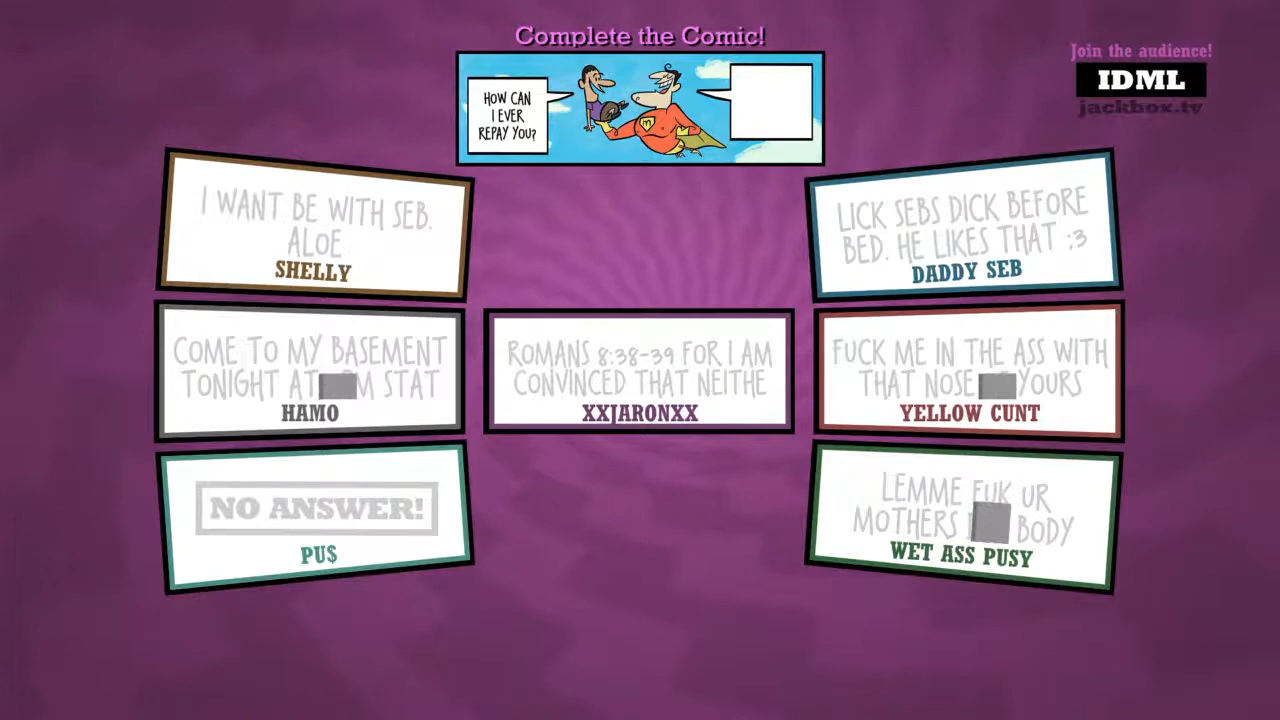 Complete the Comic!
Join the audience!
IDML
jackbox.tv
HOW CAN
I EVER
REPAY YOU?
I WANT BE WITH SEB.
ALOE
SHELLY
LICK SEBS DICK BEFORE
BED. HE LIKES THAT :3
DADDY SEB
COME TO MY BASEMENT
TONIGHT AT M STAT
HAMO
ROMANS 8:38-39 FOR I AM
CONVINCED THAT NEITHE
XXJARONXX
FUCK ME IN THE ASS WITH
THAT NOSE YOURS
YELLOW CUNT
NO ANSWER!
PU$
LEMME FUK UR
MOTHERS BODY
WET ASS PUSY